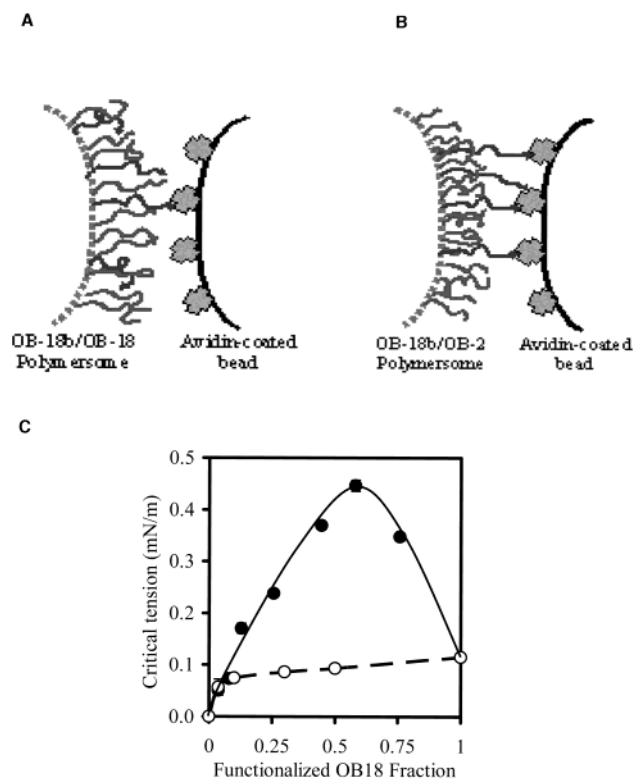 A
B
OB-18b/OB-18
Polymersome
Avidin-coated
bead
OB-18b/OB-2
Polymersome
Avidin-coated
bead
C
Critical tension (mN/m)
0.5
0.4
0.3
0.2
0.1
0.0
0 0.25 0.50 0.75 1
Functionalized OB18 Fraction